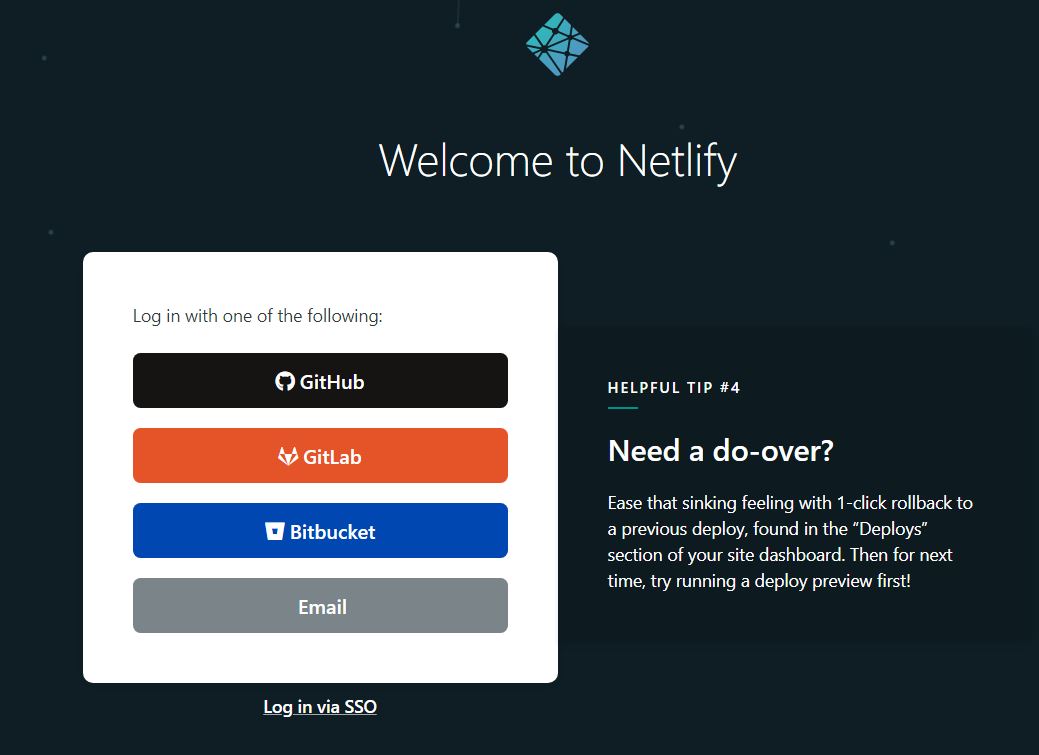 Welcome to Netlify
Log in with one of the following:
GitHub
GitLab
Bitbucket
Email
Log in via SSO
HELPFUL TIP #4
Need a do-over?
Ease that sinking feeling with 1-click rollback to
a previous deploy, found in the “Deploys”
section of your site dashboard. Then for next
time, try running a deploy preview first!